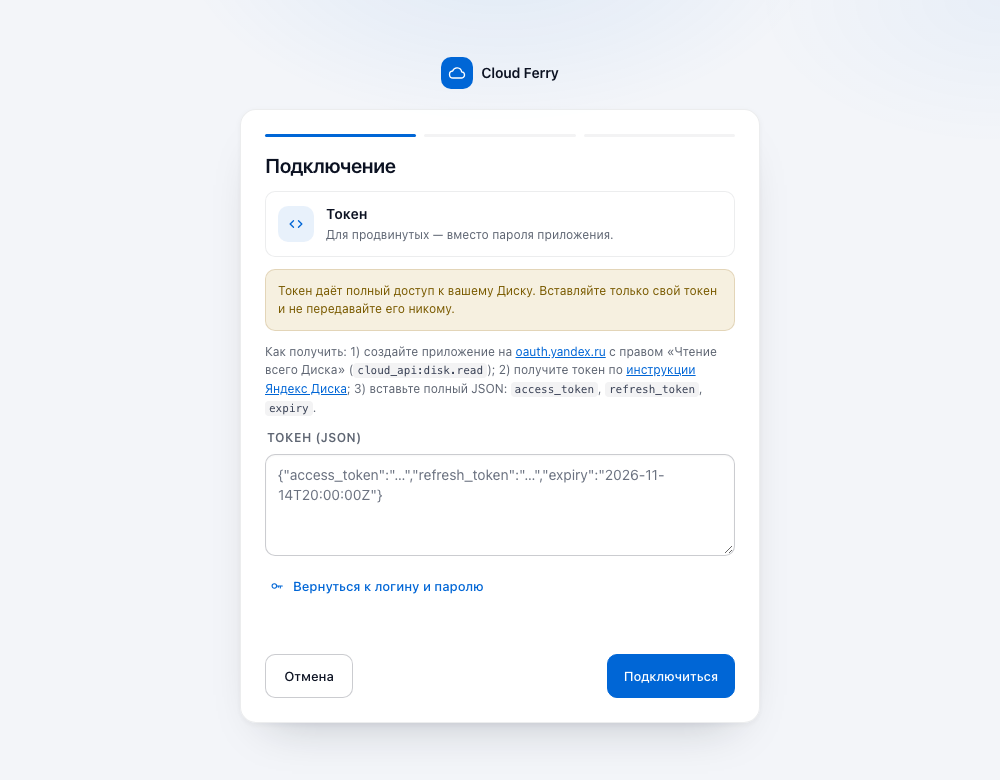 Cloud Ferry
Подключение
Токен
Для продвинутых — вместо пароля приложения.
Токен даёт полный доступ к вашему Диску. Вставляйте только свой токен
и не передавайте его никому.
Как получить: 1) создайте приложение на oauth.yandex.ru с правом «Чтение
всего Диска» ( cloud_api:disk.read ); 2) получите токен по инструкции
Яндекс Диска; 3) вставьте полный JSON: access_token , refresh_token ,
expiry .
ТОКЕН (JSON)
{"access_token":"…","refresh_token":"…","expiry":"2026-11-
14T20:00:00Z"}
Вернуться к логину и паролю
Отмена
Подключиться